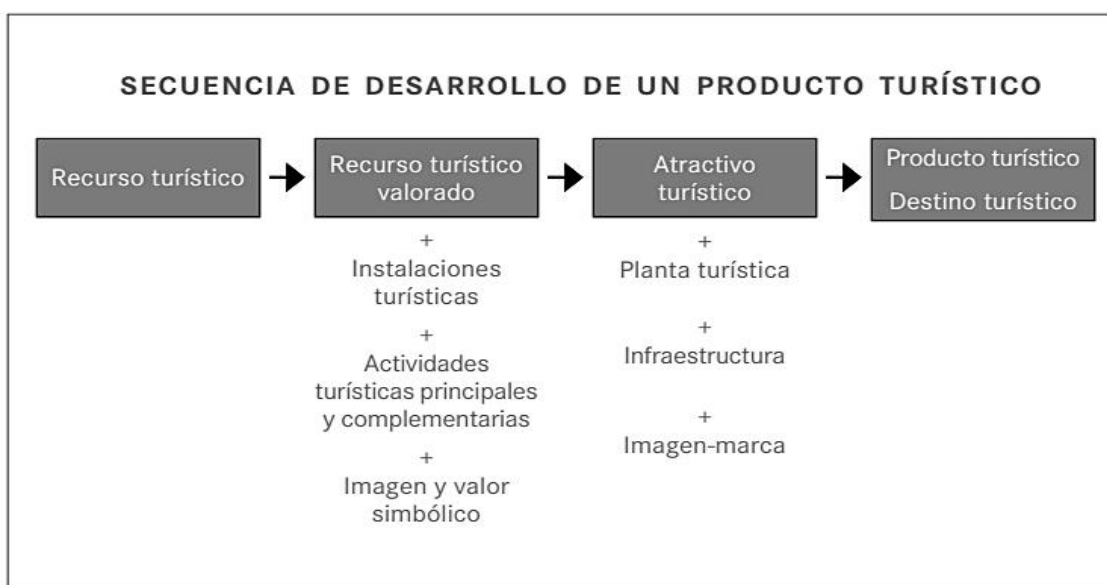 SECUENCIA DE DESARROLLO DE UN PRODUCTO TURÍSTICO
Recurso turístico
Recurso turístico
valorado
+
Instalaciones
turísticas
+
Actividades
turísticas principales
y complementarias
+
Imagen y valor
simbólico
Atractivo
turístico
+
Planta turística
+
Infraestructura
+
Imagen-marca
Producto turístico
Destino turístico